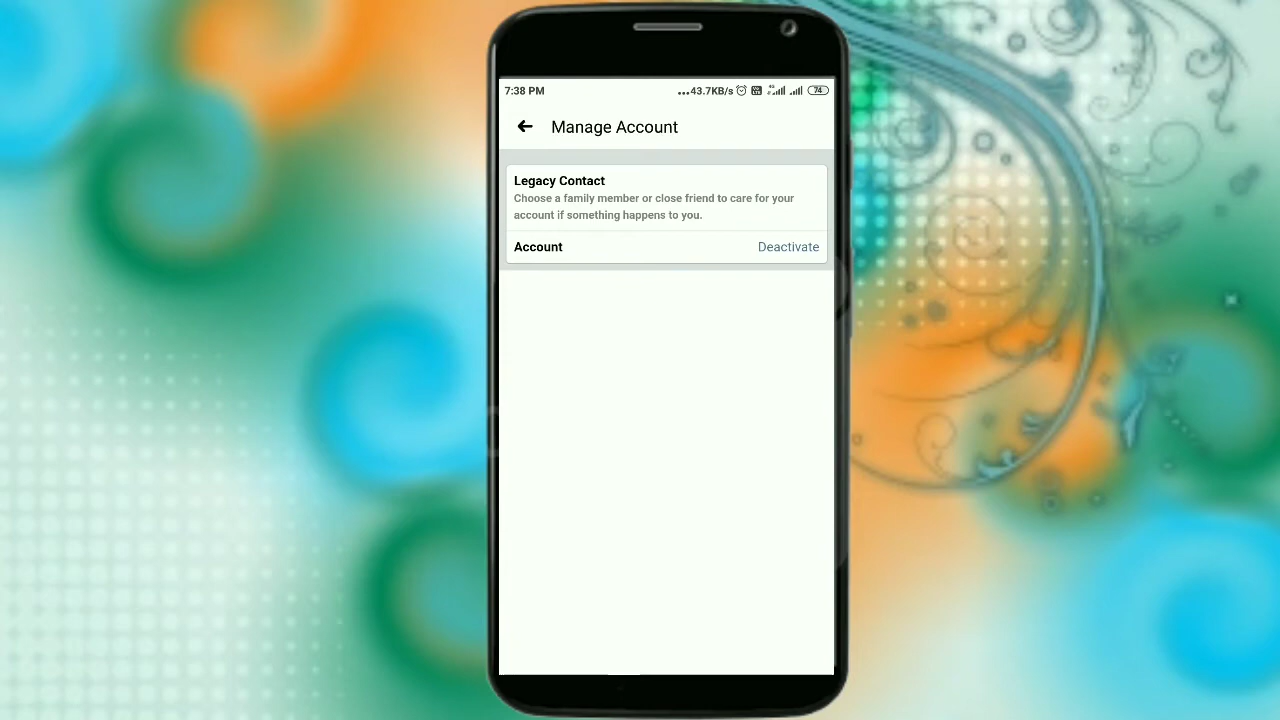 7:38 PM ...43.7KB/s 74
Manage Account
Legacy Contact
Choose a family member or close friend to care for your
account if something happens to you.
Account Deactivate